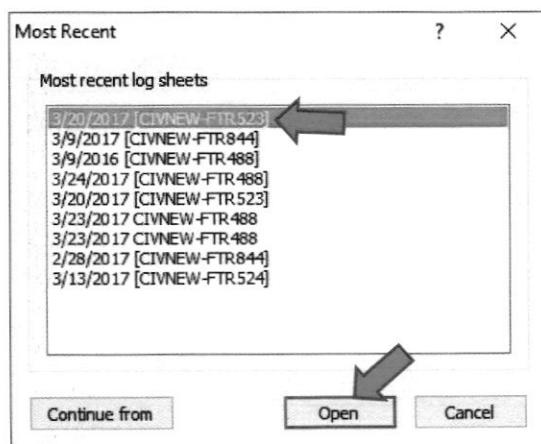 Most Recent ? X
Most recent log sheets
3/20/2017 [CIVNEW-FTR523]
3/9/2017 [CIVNEW-FTR844]
3/9/2016 [CIVNEW-FTR488]
3/24/2017 [CIVNEW-FTR488]
3/20/2017 [CIVNEW-FTR523]
3/23/2017 CIVNEW-FTR488
3/23/2017 CIVNEW-FTR488
2/28/2017 [CIVNEW-FTR844]
3/13/2017 [CIVNEW-FTR524]
Continue from Open Cancel